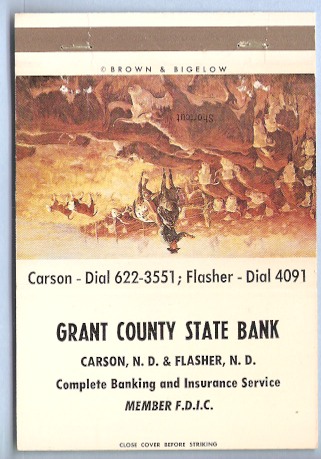 © BROWN & BIGELOW
Shortcut
Carson - Dial 622-3551; Flasher - Dial 4091
GRANT COUNTY STATE BANK
CARSON, N. D. & FLASHER, N. D.
Complete Banking and Insurance Service
MEMBER F.D.I.C.
CLOSE COVER BEFORE STRIKING